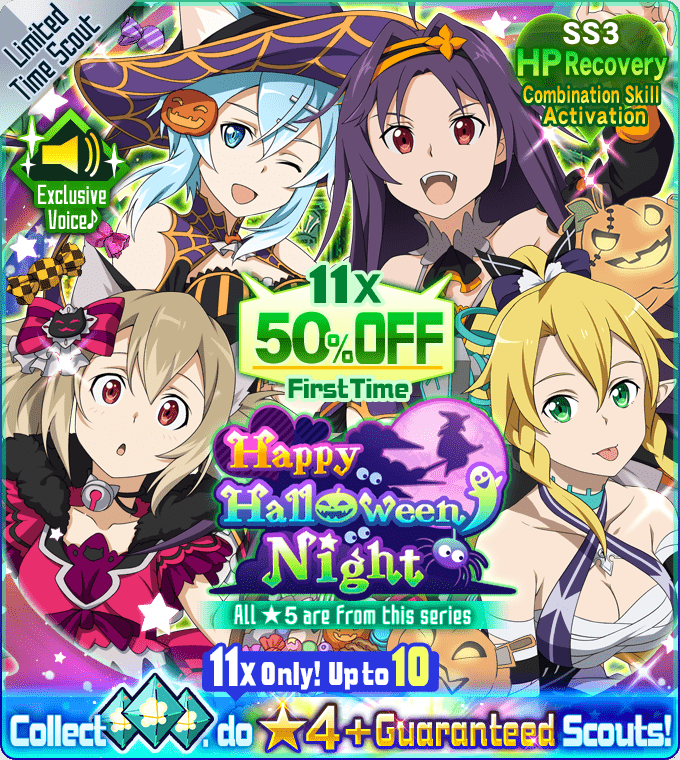 Limited
Time Scout
SS3
HP Recovery
Combination Skill
Activation
Exclusive
Voice♪
11x
50%OFF
First Time
Happy
Halloween
Night
All ★5 are from this series
11x Only! Up to 10
Collect . do ★4+Guaranteed Scouts!